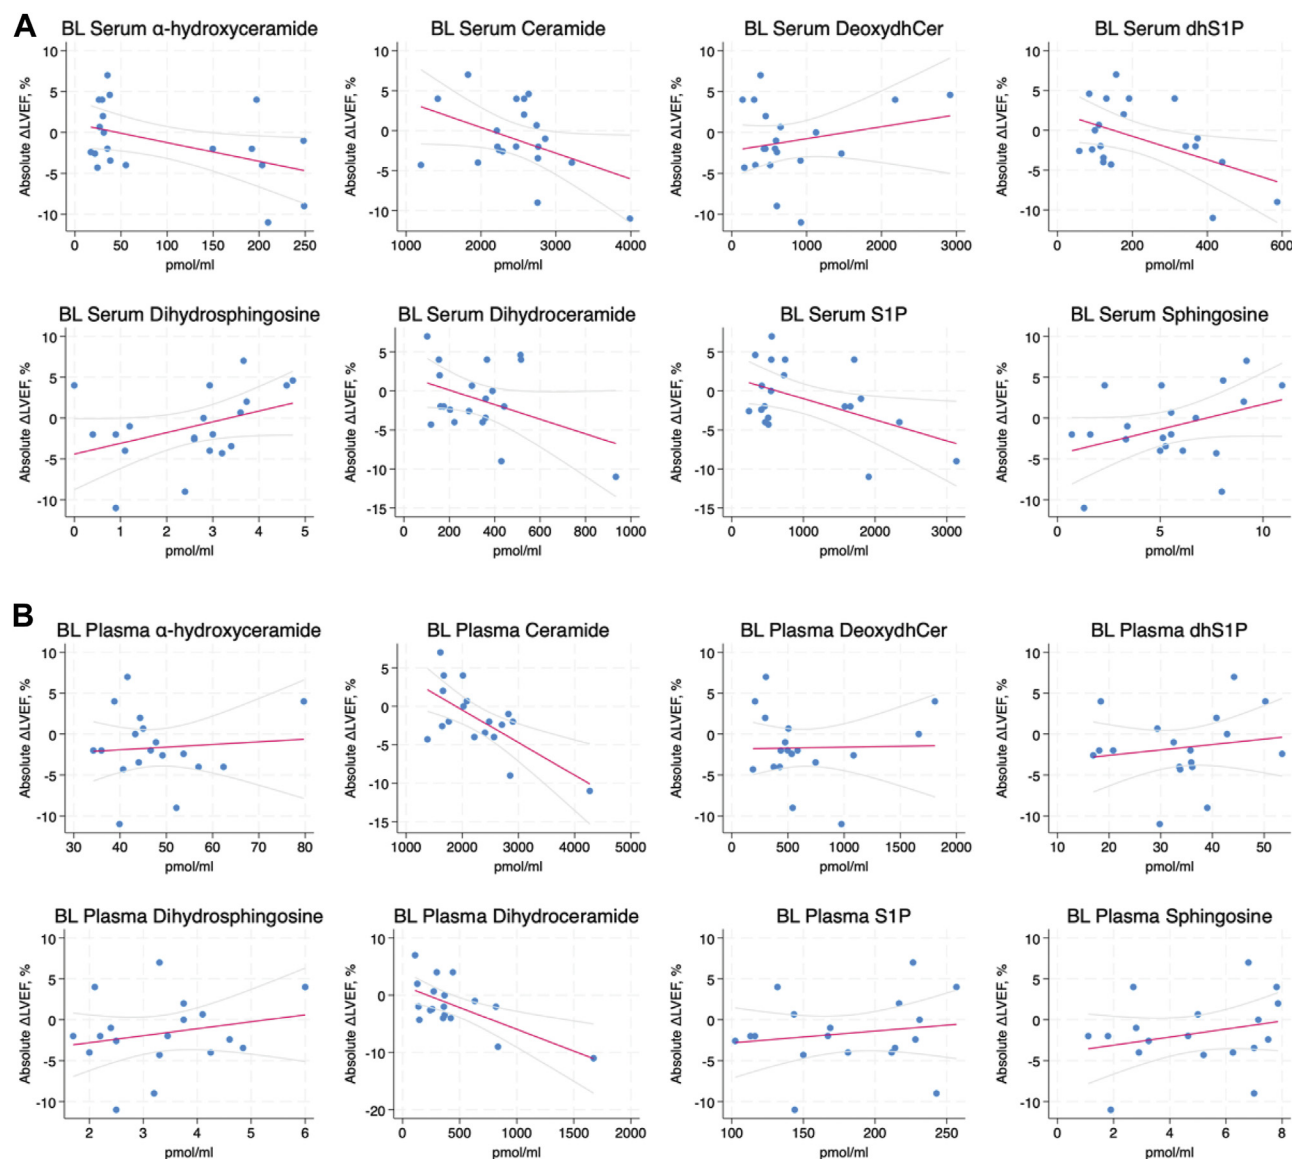 A
BL Serum α-hydroxyceramide
Absolute ΔLVEF, %
10
5
0
-5
-10
0 50 100 150 200 250
pmol/ml
BL Serum Ceramide
Absolute ΔLVEF, %
5
0
-5
-10
1000 2000 3000 4000
pmol/ml
BL Serum DeoxydhCer
Absolute ΔLVEF, %
10
5
0
-5
-10
0 1000 2000 3000
pmol/ml
BL Serum dhS1P
Absolute ΔLVEF, %
10
5
0
-5
-10
0 200 400 600
pmol/ml
BL Serum Dihydrosphingosine
Absolute ΔLVEF, %
10
5
0
-5
-10
0 1 2 3 4 5
pmol/ml
BL Serum Dihydroceramide
Absolute ΔLVEF, %
5
0
-5
-10
-15
0 200 400 600 800 1000
pmol/ml
BL Serum S1P
Absolute ΔLVEF, %
5
0
-5
-10
-15
0 1000 2000 3000
pmol/ml
BL Serum Sphingosine
Absolute ΔLVEF, %
10
5
0
-5
-10
0 5 10
pmol/ml
B
BL Plasma α-hydroxyceramide
Absolute ΔLVEF, %
10
5
0
-5
-10
30 40 50 60 70 80
pmol/ml
BL Plasma Ceramide
Absolute ΔLVEF, %
5
0
-5
-10
-15
1000 2000 3000 4000 5000
pmol/ml
BL Plasma DeoxydhCer
Absolute ΔLVEF, %
10
5
0
-5
-10
0 500 1000 1500 2000
pmol/ml
BL Plasma dhS1P
Absolute ΔLVEF, %
10
5
0
-5
-10
10 20 30 40 50
pmol/ml
BL Plasma Dihydrosphingosine
Absolute ΔLVEF, %
10
5
0
-5
-10
2 3 4 5 6
pmol/ml
BL Plasma Dihydroceramide
Absolute ΔLVEF, %
10
0
-10
-20
0 500 1000 1500 2000
pmol/ml
BL Plasma S1P
Absolute ΔLVEF, %
10
5
0
-5
-10
100 150 200 250
pmol/ml
BL Plasma Sphingosine
Absolute ΔLVEF, %
10
5
0
-5
-10
0 2 4 6 8
pmol/ml